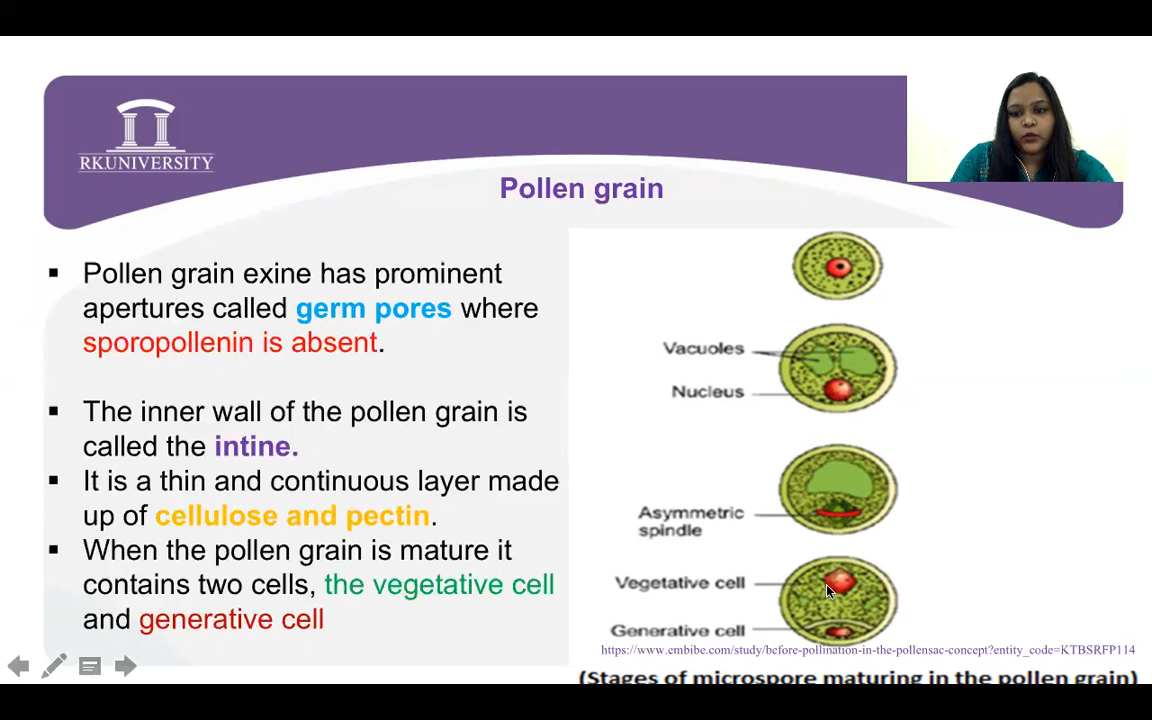 RKUNIVERSITY
Pollen grain
▪ Pollen grain exine has prominent
apertures called germ pores where
sporopollenin is absent.
▪ The inner wall of the pollen grain is
called the intine.
▪ It is a thin and continuous layer made
up of cellulose and pectin.
▪ When the pollen grain is mature it
contains two cells, the vegetative cell
and generative cell
Vacuoles
Nucleus
Asymmetric
spindle
Vegetative cell
Generative cell
https://www.embibe.com/study/before-pollination-in-the-pollensac-concept?entity_code=KTBSRFP114
(Stages of microspore maturing in the pollen grain)